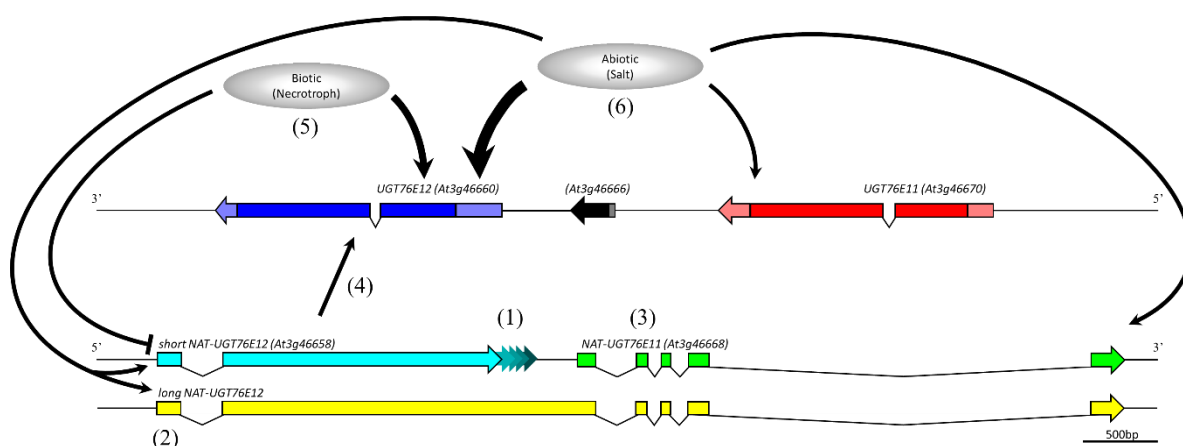 Biotic
(Necrotroph)
(5)
Abiotic
(Salt)
(6)
3’
UGT76E12 (At3g46660)
(At3g46666)
UGT76E11 (At3g46670)
5’
(4)
(1)
(3)
5’
short NAT-UGT76E12 (At3g46658)
NAT-UGT76E11 (At3g46668)
3’
long NAT-UGT76E12
(2)
500bp